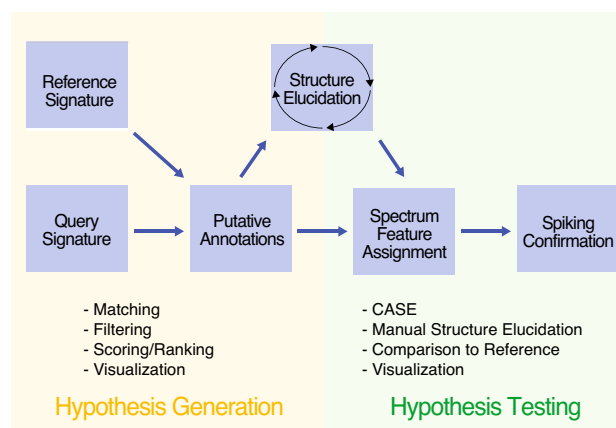 Reference
Signature
Structure
Elucidation
Query
Signature
Putative
Annotations
Spectrum
Feature
Assignment
Spiking
Confirmation
- Matching
- Filtering
- Scoring/Ranking
- Visualization
- CASE
- Manual Structure Elucidation
- Comparison to Reference
- Visualization
Hypothesis Generation
Hypothesis Testing